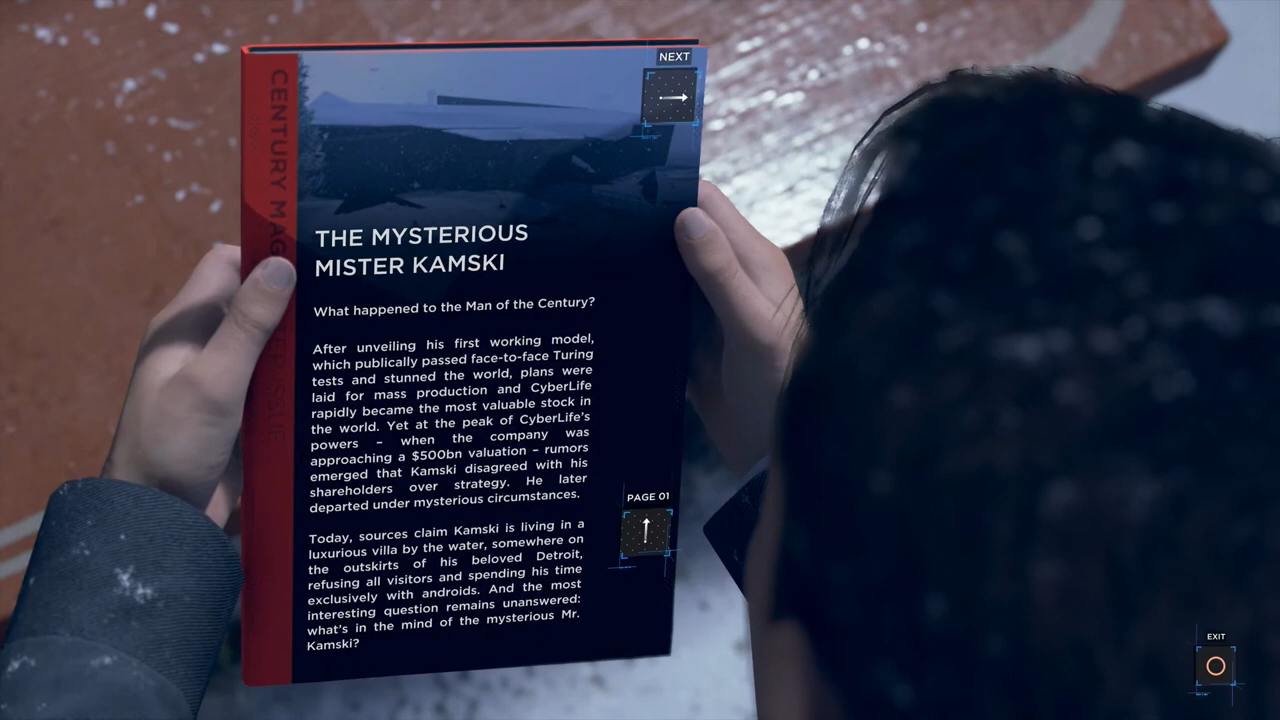 NEXT
CENTURY MAG
ISSUE
THE MYSTERIOUS
MISTER KAMSKI
What happened to the Man of the Century?
After unveiling his first working model,
which publically passed face-to-face Turing
tests and stunned the world, plans were
laid for mass production and CyberLife
rapidly became the most valuable stock in
the world. Yet at the peak of CyberLife's
powers – when the company was
approaching a $500bn valuation – rumors
emerged that Kamski disagreed with his
shareholders over strategy. He later
departed under mysterious circumstances.
Today, sources claim Kamski is living in a
luxurious villa by the water, somewhere on
the outskirts of his beloved Detroit,
refusing all visitors and spending his time
exclusively with androids. And the most
interesting question remains unanswered:
what's in the mind of the mysterious Mr.
Kamski?
PAGE 01
EXIT